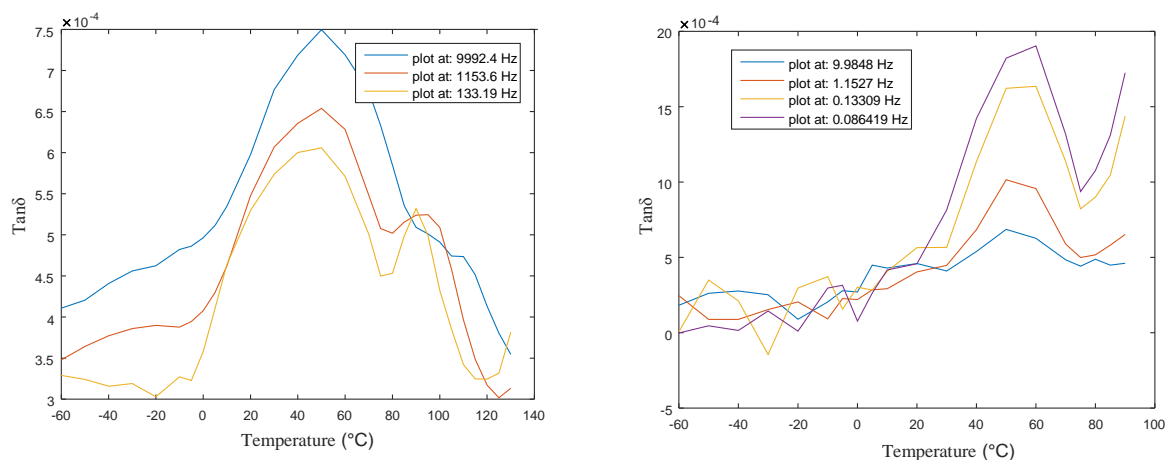 ×10⁻⁴
7.5
7
6.5
6
5.5
5
4.5
4
3.5
3
Tanδ
plot at: 9992.4 Hz
plot at: 1153.6 Hz
plot at: 133.19 Hz
-60 -40 -20 0 20 40 60 80 100 120 140
Temperature (°C)
×10⁻⁴
20
15
10
5
0
-5
Tanδ
plot at: 9.9848 Hz
plot at: 1.1527 Hz
plot at: 0.13309 Hz
plot at: 0.086419 Hz
-60 -40 -20 0 20 40 60 80 100
Temperature (°C)